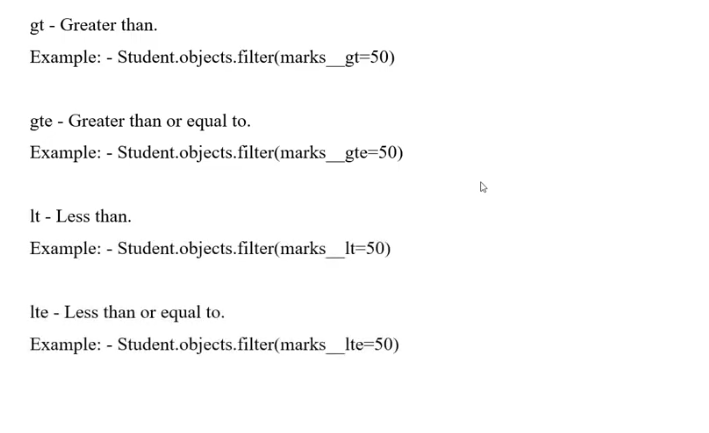 gt - Greater than.
Example: - Student.objects.filter(marks__gt=50)
gte - Greater than or equal to.
Example: - Student.objects.filter(marks__gte=50)
lt - Less than.
Example: - Student.objects.filter(marks__lt=50)
lte - Less than or equal to.
Example: - Student.objects.filter(marks__lte=50)